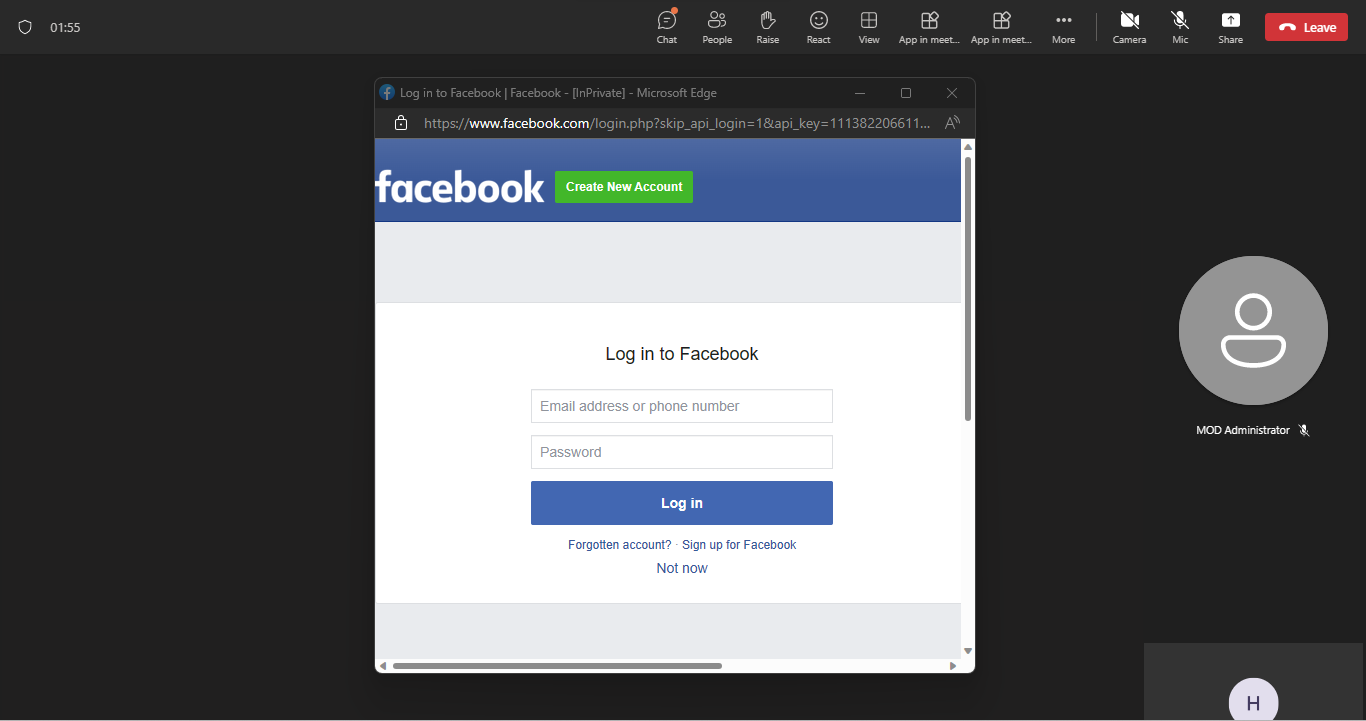 01:55
Chat
People
Raise
React
View
App in meet...
App in meet...
More
Camera
Mic
Share
Leave
Log in to Facebook | Facebook - [InPrivate] - Microsoft Edge
https://www.facebook.com/login.php?skip_api_login=1&api_key=111382206611...
facebook
Create New Account
Log in to Facebook
Email address or phone number
Password
Log in
Forgotten account? · Sign up for Facebook
Not now
MOD Administrator
H